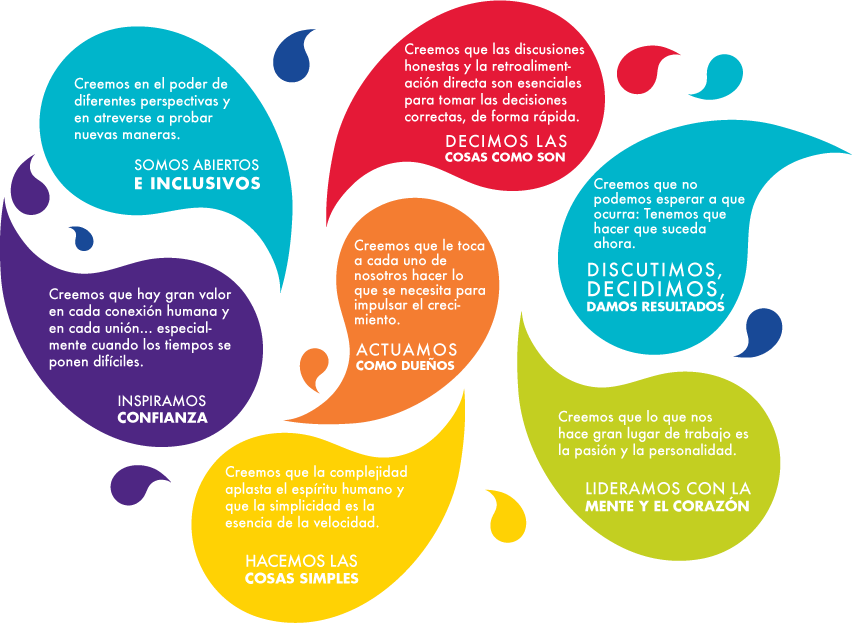 Creemos en el poder de
diferentes perspectivas y
en atreverse a probar
nuevas maneras.
SOMOS ABIERTOS
E INCLUSIVOS
Creemos que las discusiones
honestas y la retroaliment-
ación directa son esenciales
para tomar las decisiones
correctas, de forma rápida.
DECIMOS LAS
COSAS COMO SON
Creemos que no
podemos esperar a que
ocurra: Tenemos que
hacer que suceda
ahora.
DISCUTIMOS,
DECIDIMOS,
DAMOS RESULTADOS
Creemos que hay gran valor
en cada conexión humana y
en cada unión... especial-
mente cuando los tiempos se
ponen difíciles.
INSPIRAMOS
CONFIANZA
Creemos que le toca
a cada uno de
nosotros hacer lo
que se necesita para
impulsar el creci-
miento.
ACTUAMOS
COMO DUEÑOS
Creemos que lo que nos
hace gran lugar de trabajo es
la pasión y la personalidad.
LIDERAMOS CON LA
MENTE Y EL CORAZÓN
Creemos que la complejidad
aplasta el espíritu humano y
que la simplicidad es la
esencia de la velocidad.
HACEMOS LAS
COSAS SIMPLES